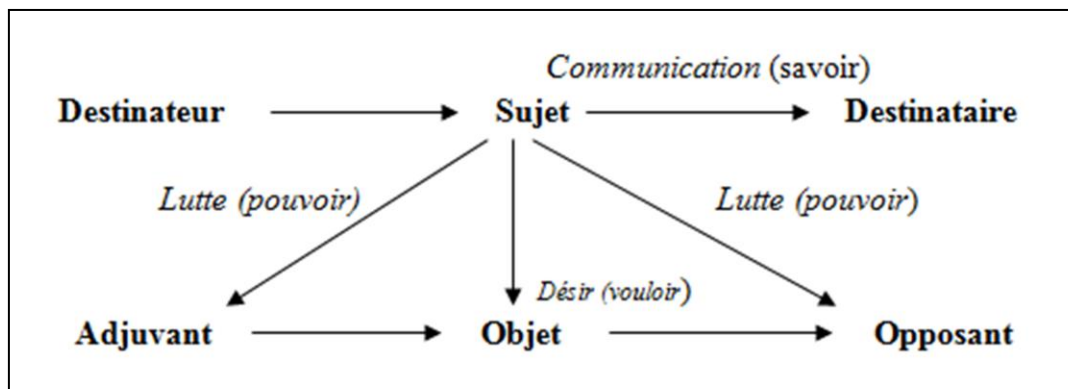 Communication (savoir)
Destinateur Sujet Destinataire
Lutte (pouvoir) Lutte (pouvoir)
Désir (vouloir)
Adjuvant Objet Opposant